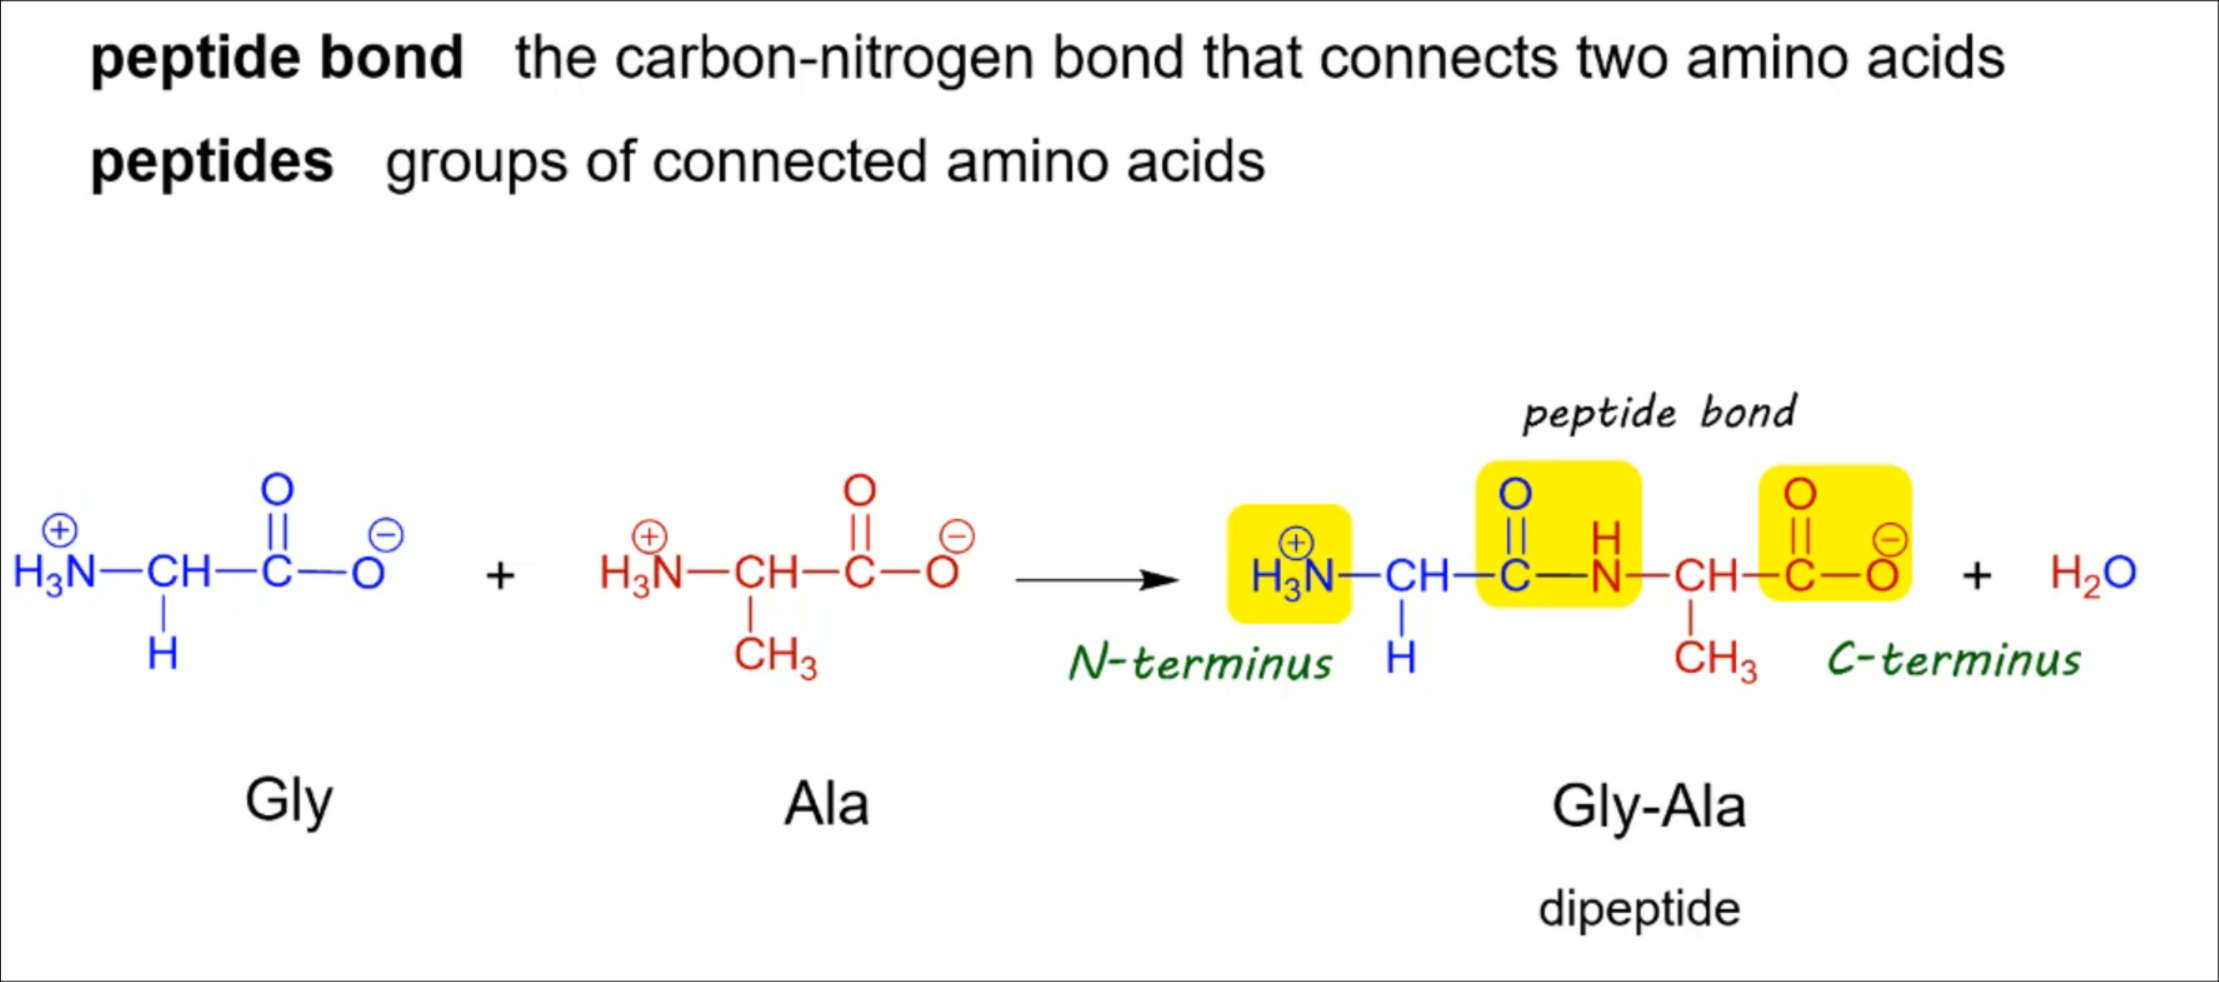 peptide bond the carbon-nitrogen bond that connects two amino acids
peptides groups of connected amino acids
peptide bond
O O O O
⊕ ⊖ ⊕ ⊖ ⊕ H ⊖
H₃N—CH—C—O + H₃N—CH—C—O → H₃N—CH—C—N—CH—C—O + H₂O
H CH₃ N-terminus H CH₃ C-terminus
Gly Ala Gly-Ala
dipeptide